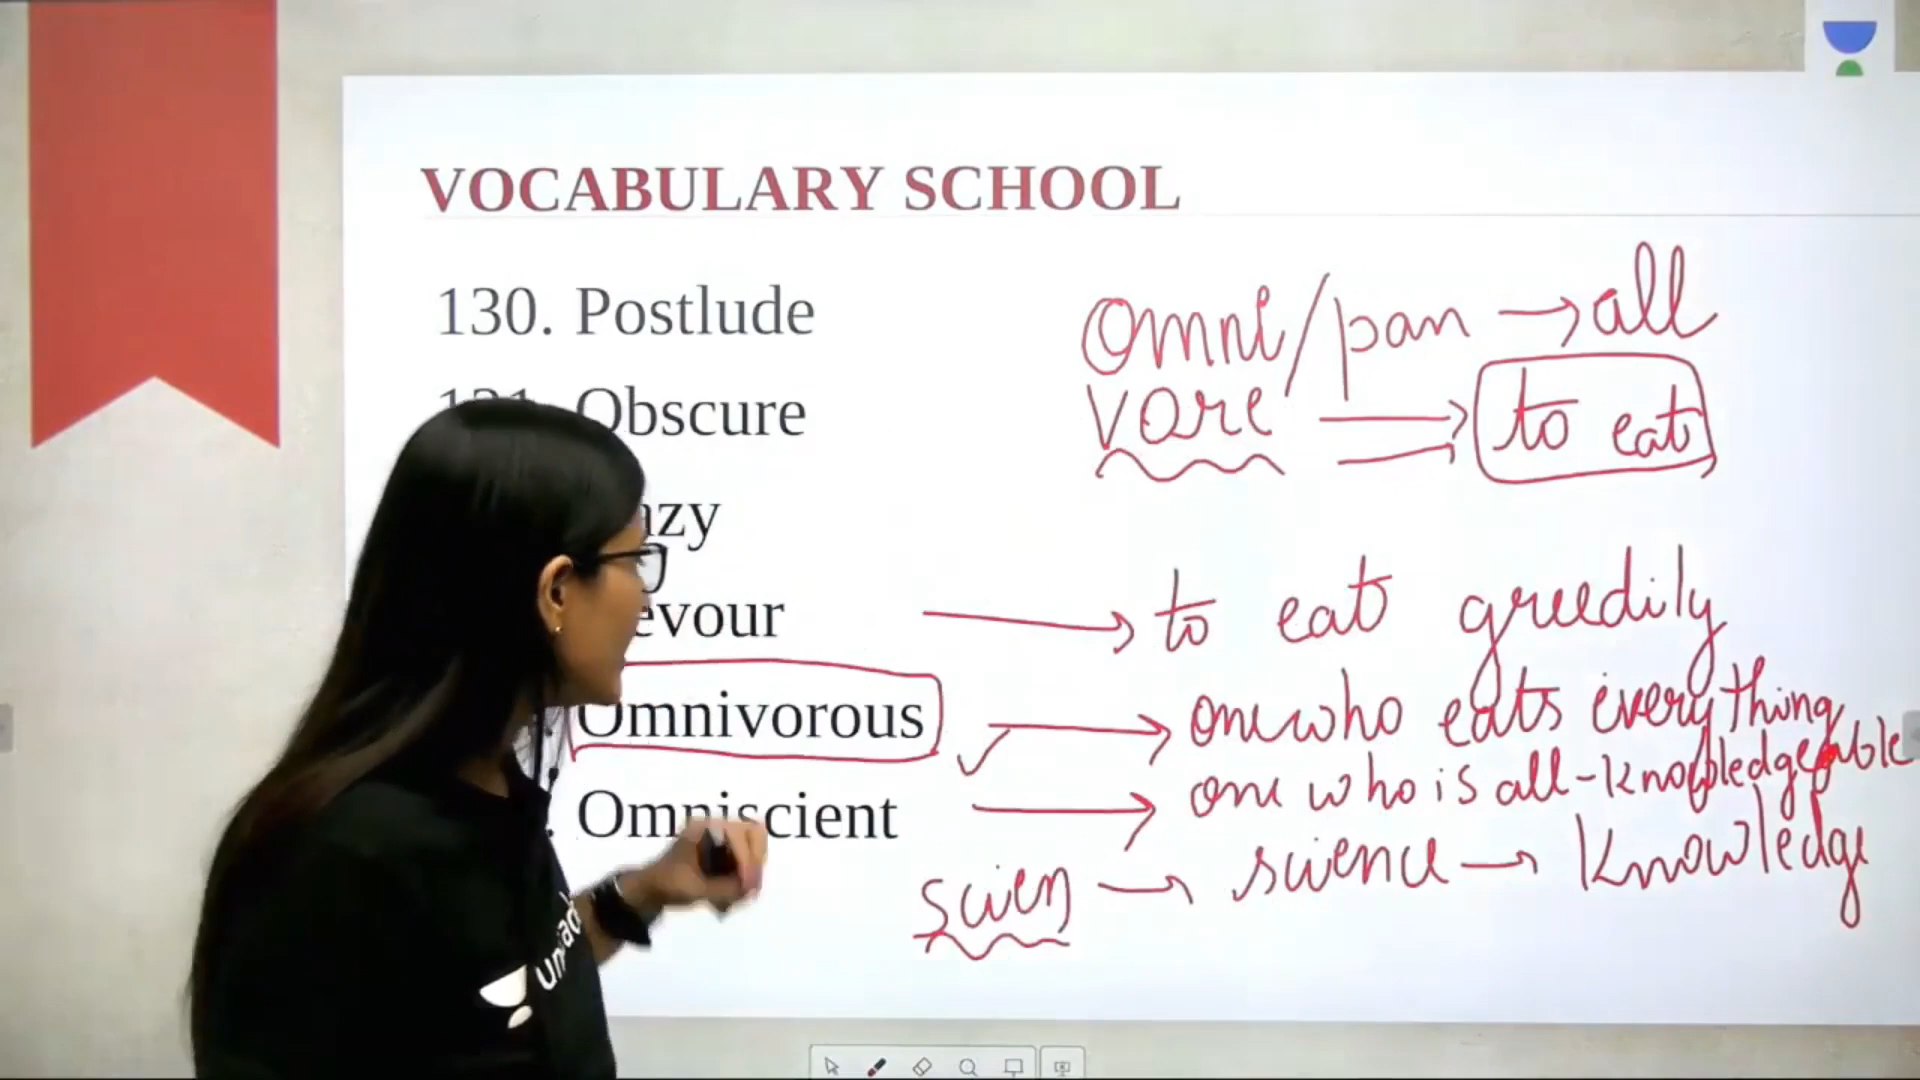 VOCABULARY SCHOOL
130. Postlude
Obscure
Omni/pan → all
vore → to eat
evour → to eat greedily
Omnivorous → one who eats everything
Omniscient → one who is all-knowledgeable
scien → science → knowledge